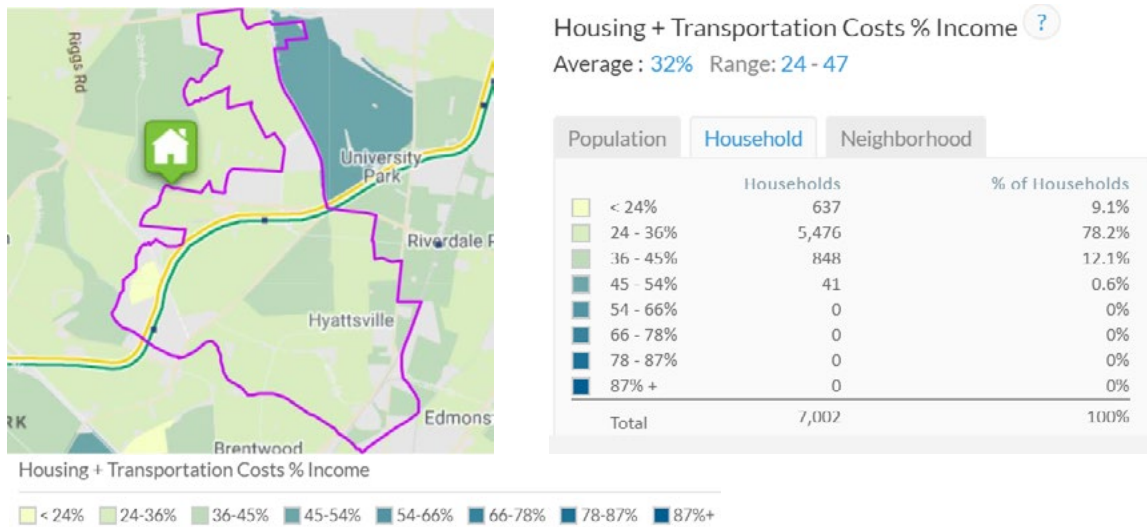 Riggs Rd
23rd Ave
University
Park
Riverdale P
Hyattsville
Edmons
RK
Brentwood
Housing + Transportation Costs % Income ?
Average : 32% Range: 24 - 47
Population Household Neighborhood
Households % of Households
< 24% 637 9.1%
24 - 36% 5,476 78.2%
36 - 45% 848 12.1%
45 - 54% 41 0.6%
54 - 66% 0 0%
66 - 78% 0 0%
78 - 87% 0 0%
87% + 0 0%
Total 7,002 100%
Housing + Transportation Costs % Income
< 24% 24-36% 36-45% 45-54% 54-66% 66-78% 78-87% 87%+